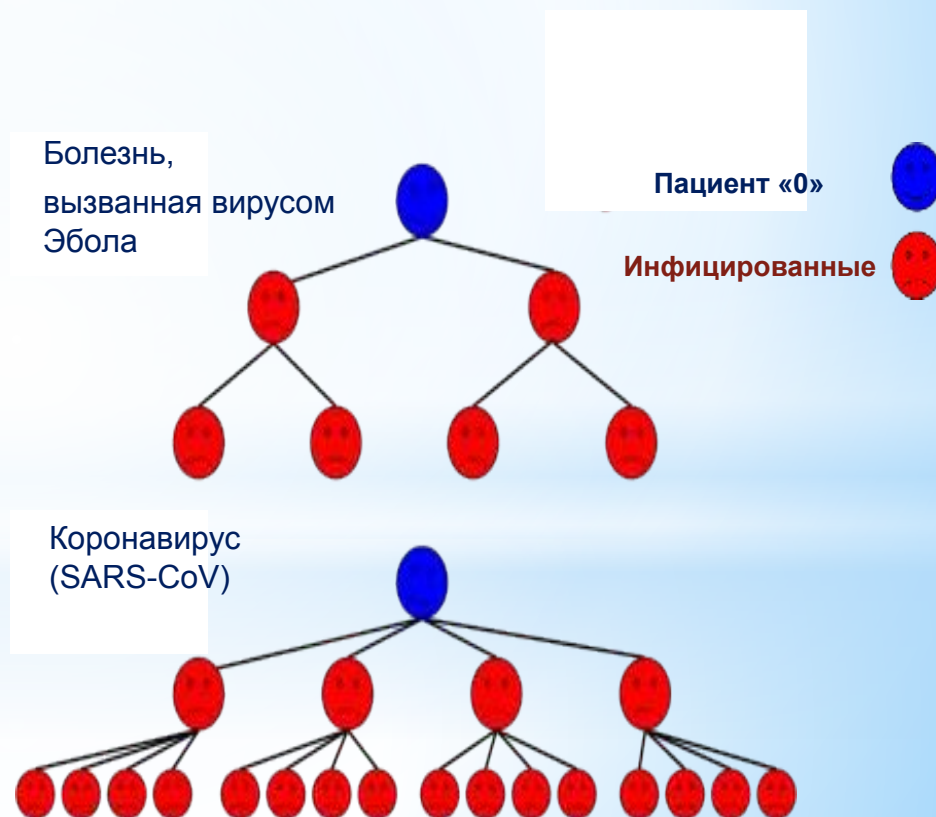 Болезнь,
вызванная вирусом
Эбола
Пациент «0»
Инфицированные
Коронавирус
(SARS-CoV)